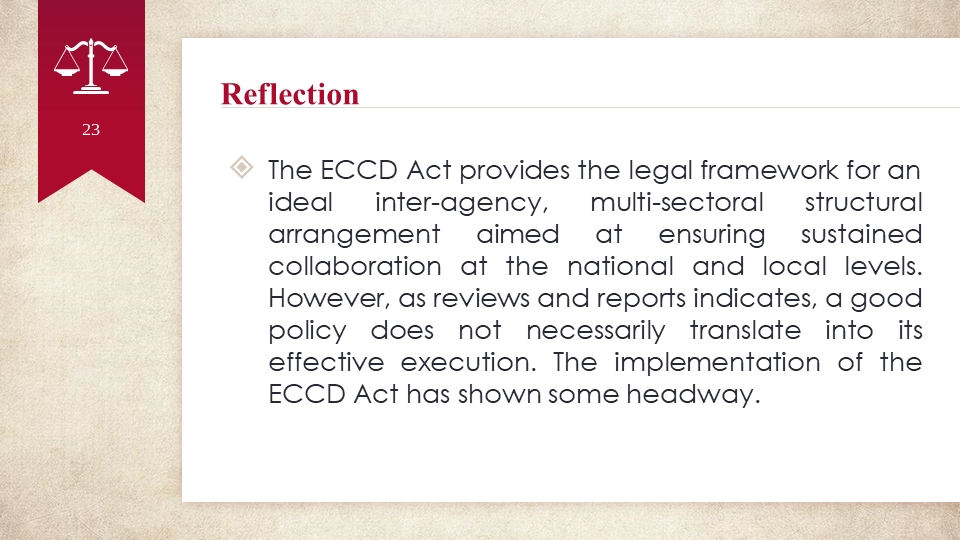 23
Reflection
The ECCD Act provides the legal framework for an
ideal inter-agency, multi-sectoral structural
arrangement aimed at ensuring sustained
collaboration at the national and local levels.
However, as reviews and reports indicates, a good
policy does not necessarily translate into its
effective execution. The implementation of the
ECCD Act has shown some headway.